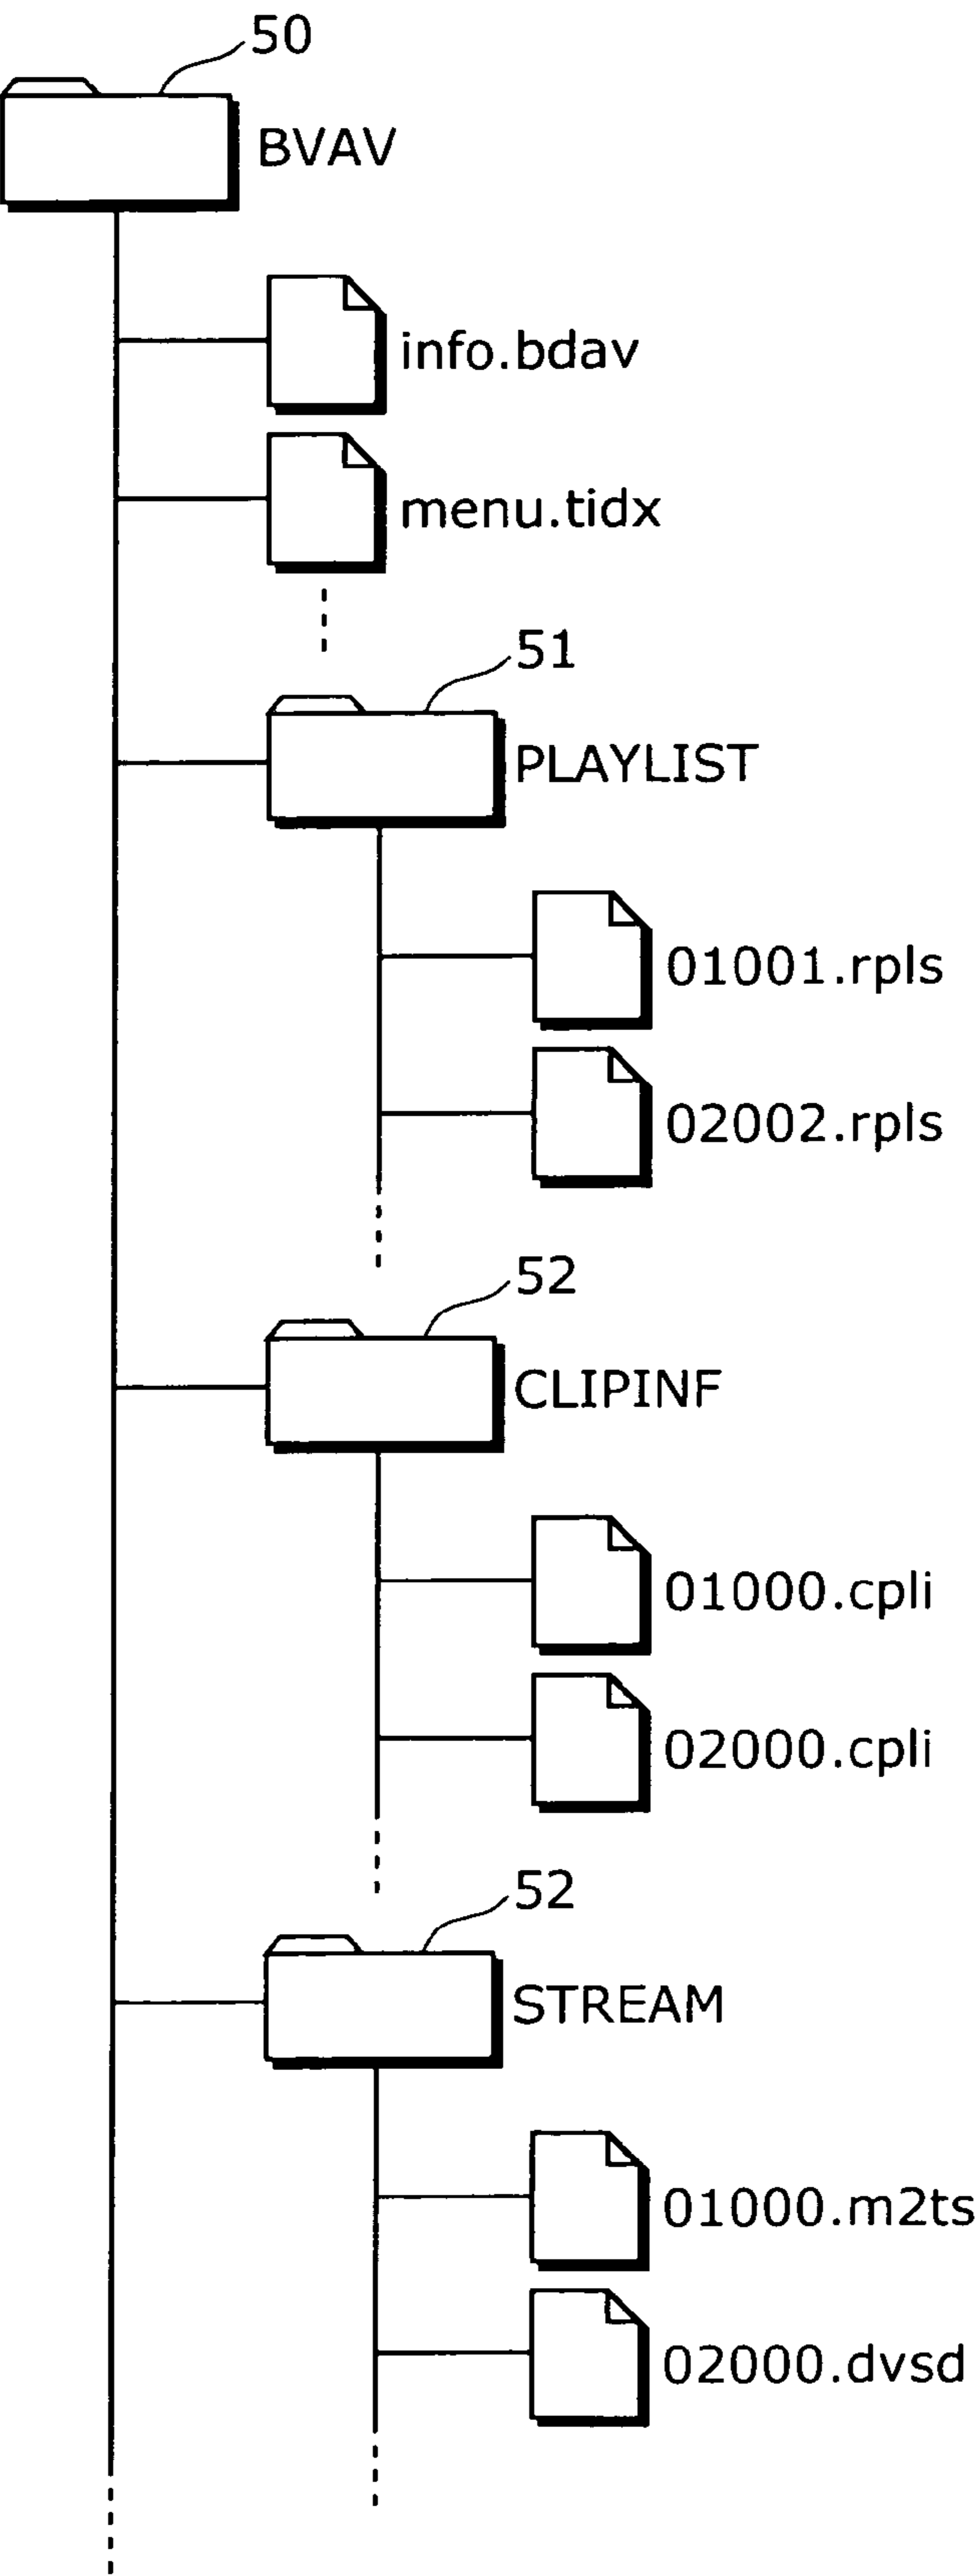 50
BVAV
info.bdav
menu.tidx
51
PLAYLIST
01001.rpls
02002.rpls
52
CLIPINF
01000.cpli
02000.cpli
52
STREAM
01000.m2ts
02000.dvsd